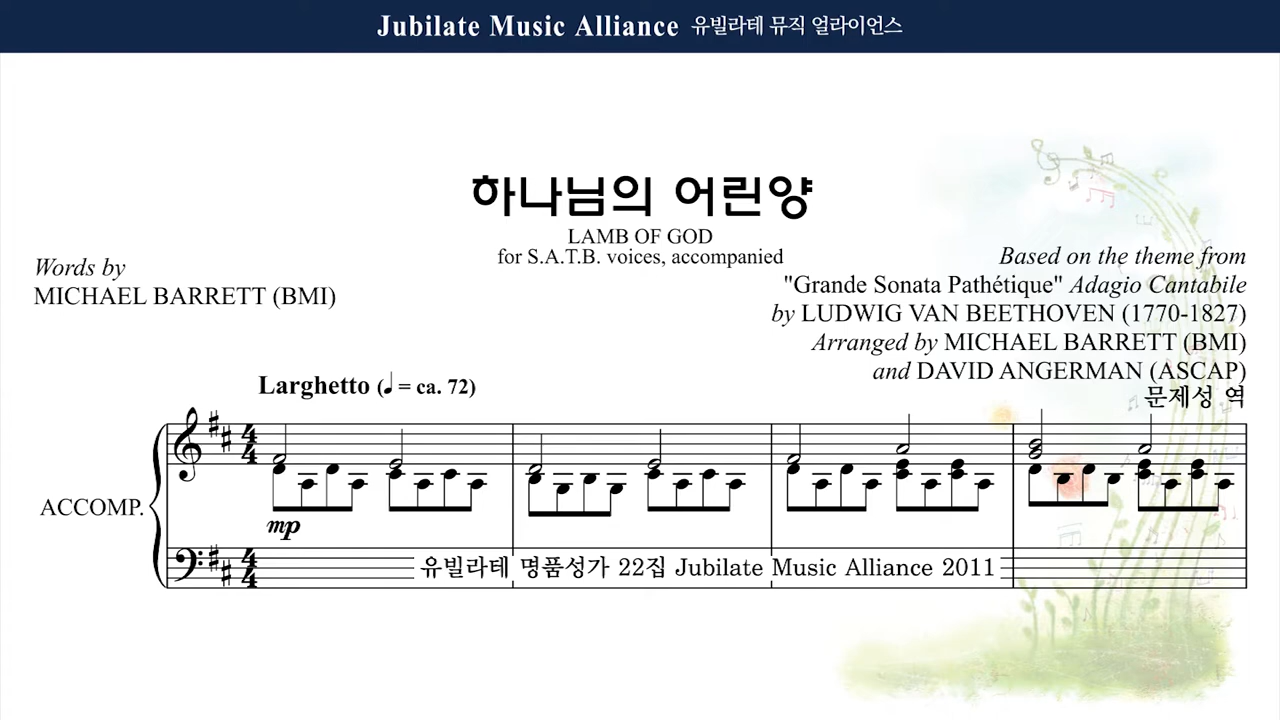 Jubilate Music Alliance 유빌라테 뮤직 얼라이언스
하나님의 어린양
LAMB OF GOD
for S.A.T.B. voices, accompanied
Words by
MICHAEL BARRETT (BMI)
Based on the theme from
"Grande Sonata Pathétique" Adagio Cantabile
by LUDWIG VAN BEETHOVEN (1770-1827)
Arranged by MICHAEL BARRETT (BMI)
and DAVID ANGERMAN (ASCAP)
문제성 역
Larghetto (♩ = ca. 72)
ACCOMP.
mp
유빌라테 명품성가 22집 Jubilate Music Alliance 2011